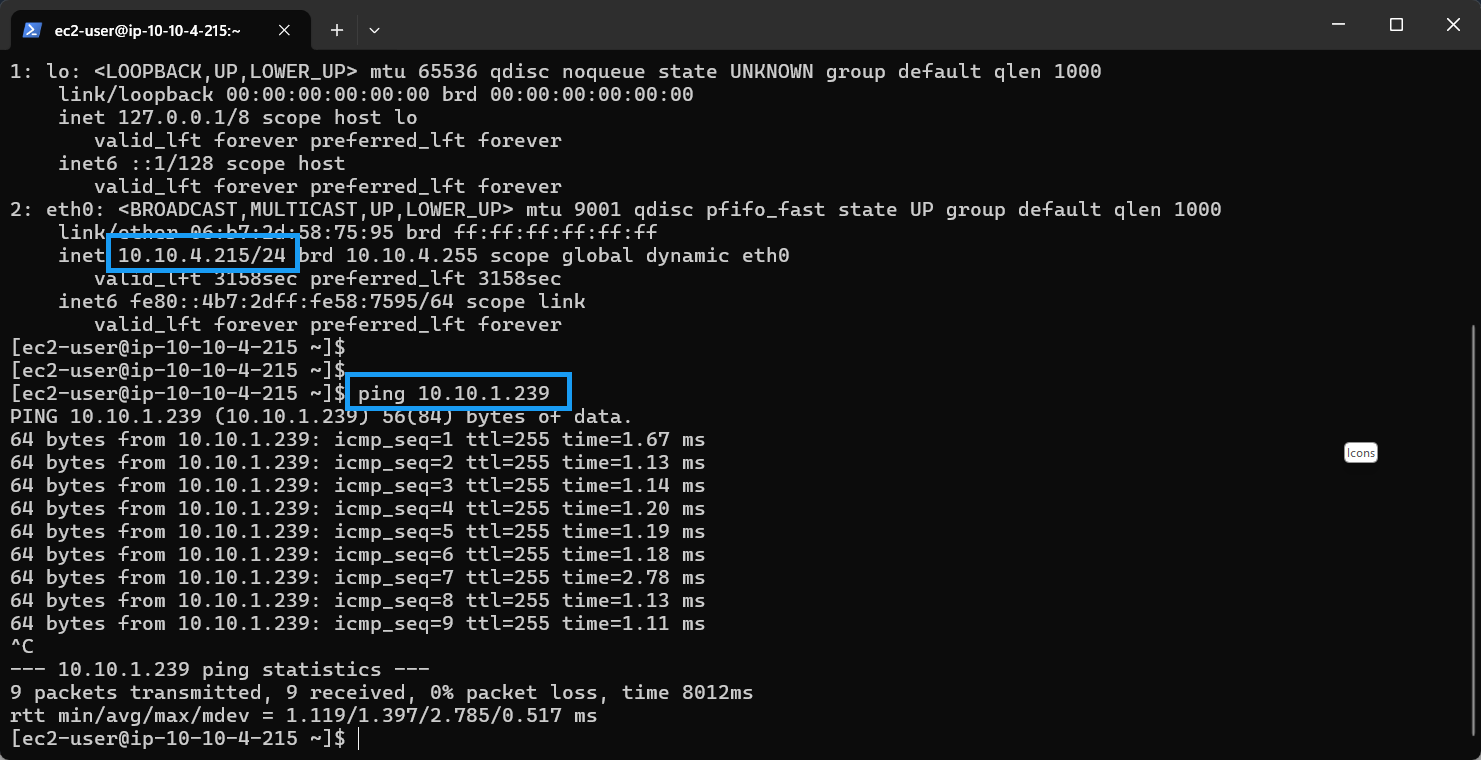 ec2-user@ip-10-10-4-215:~
1: lo: <LOOPBACK,UP,LOWER_UP> mtu 65536 qdisc noqueue state UNKNOWN group default qlen 1000
    link/loopback 00:00:00:00:00:00 brd 00:00:00:00:00:00
    inet 127.0.0.1/8 scope host lo
       valid_lft forever preferred_lft forever
    inet6 ::1/128 scope host
       valid_lft forever preferred_lft forever
2: eth0: <BROADCAST,MULTICAST,UP,LOWER_UP> mtu 9001 qdisc pfifo_fast state UP group default qlen 1000
    link/ether 06:b7:2d:58:75:95 brd ff:ff:ff:ff:ff:ff
    inet 10.10.4.215/24 brd 10.10.4.255 scope global dynamic eth0
       valid_lft 3158sec preferred_lft 3158sec
    inet6 fe80::4b7:2dff:fe58:7595/64 scope link
       valid_lft forever preferred_lft forever
[ec2-user@ip-10-10-4-215 ~]$
[ec2-user@ip-10-10-4-215 ~]$
[ec2-user@ip-10-10-4-215 ~]$ ping 10.10.1.239
PING 10.10.1.239 (10.10.1.239) 56(84) bytes of data.
64 bytes from 10.10.1.239: icmp_seq=1 ttl=255 time=1.67 ms
64 bytes from 10.10.1.239: icmp_seq=2 ttl=255 time=1.13 ms
Icons
64 bytes from 10.10.1.239: icmp_seq=3 ttl=255 time=1.14 ms
64 bytes from 10.10.1.239: icmp_seq=4 ttl=255 time=1.20 ms
64 bytes from 10.10.1.239: icmp_seq=5 ttl=255 time=1.19 ms
64 bytes from 10.10.1.239: icmp_seq=6 ttl=255 time=1.18 ms
64 bytes from 10.10.1.239: icmp_seq=7 ttl=255 time=2.78 ms
64 bytes from 10.10.1.239: icmp_seq=8 ttl=255 time=1.13 ms
64 bytes from 10.10.1.239: icmp_seq=9 ttl=255 time=1.11 ms
^C
--- 10.10.1.239 ping statistics ---
9 packets transmitted, 9 received, 0% packet loss, time 8012ms
rtt min/avg/max/mdev = 1.119/1.397/2.785/0.517 ms
[ec2-user@ip-10-10-4-215 ~]$